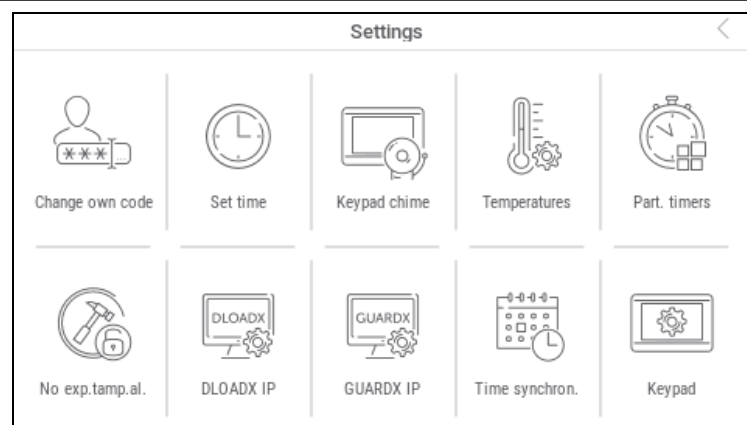 Settings
***
Change own code
Set time
Keypad chime
Temperatures
Part. timers
DLOADX
GUARDX
No exp.tamp.al.
DLOADX IP
GUARDX IP
Time synchron.
Keypad